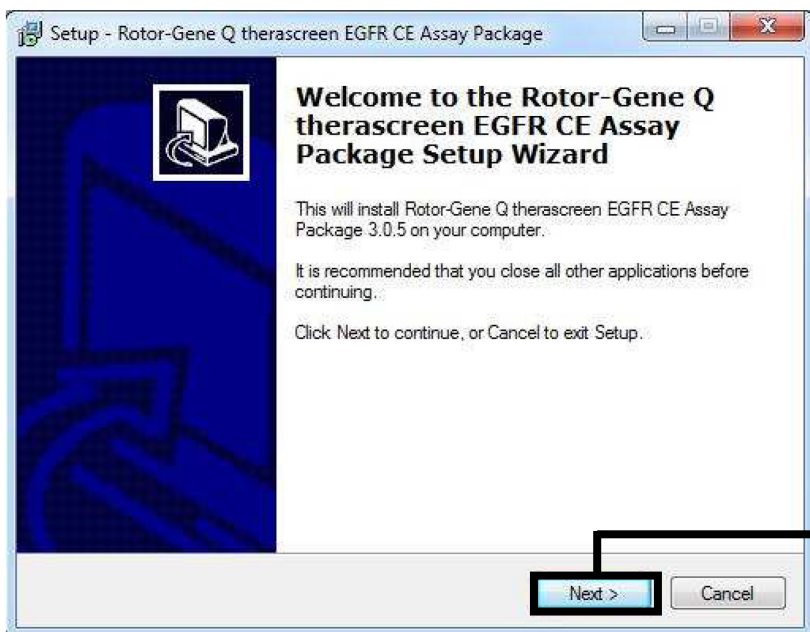 Setup - Rotor-Gene Q therascreen EGFR CE Assay Package
Welcome to the Rotor-Gene Q
therascreen EGFR CE Assay
Package Setup Wizard
This will install Rotor-Gene Q therascreen EGFR CE Assay
Package 3.0.5 on your computer.
It is recommended that you close all other applications before
continuing.
Click Next to continue, or Cancel to exit Setup.
Next >
Cancel